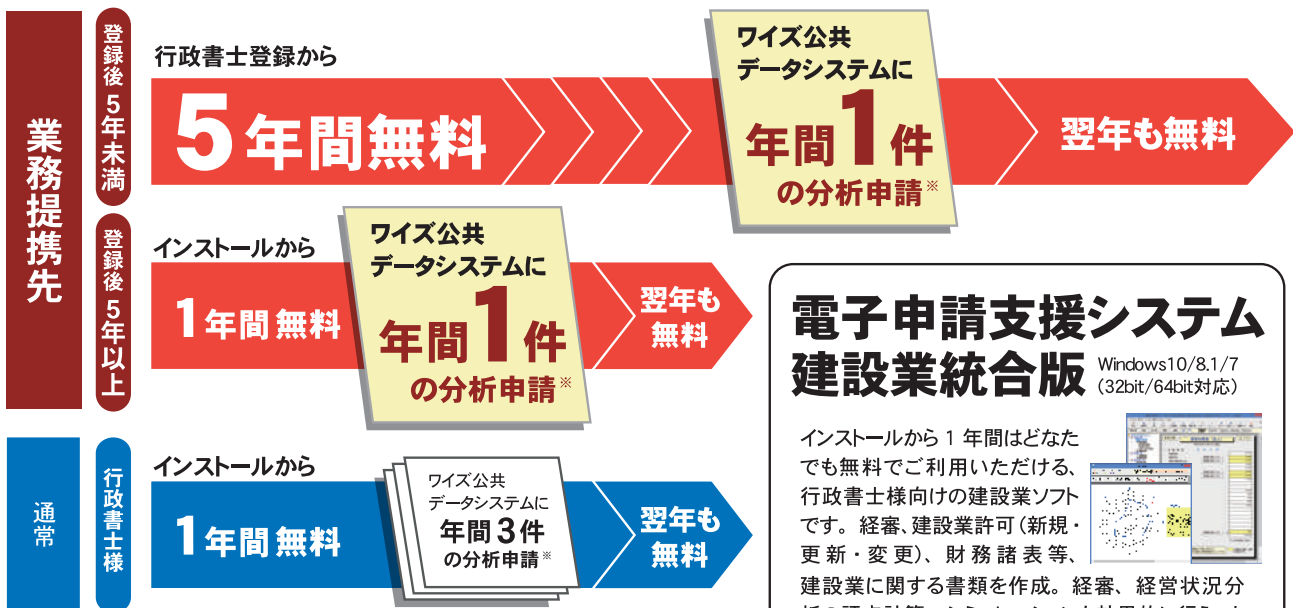 業務提携先
登録後5年未満
行政書士登録から
5年間無料
ワイズ公共
データシステムに
年間1件
の分析申請※
翌年も無料
登録後5年以上
インストールから
1年間無料
ワイズ公共
データシステムに
年間1件
の分析申請※
翌年も
無料
通常
行政書士様
インストールから
1年間無料
ワイズ公共
データシステムに
年間3件
の分析申請※
翌年も
無料
電子申請支援システム
建設業統合版
Windows10/8.1/7
（32bit/64bit対応）
インストールから1年間はどなた
でも無料でご利用いただける、
行政書士様向けの建設業ソフト
です。経審、建設業許可（新規・
更新・変更）、財務諸表等、
建設業に関する書類を作成。経審、経営状況分